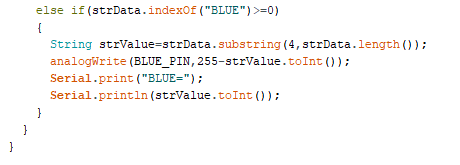 else if(strData.indexOf("BLUE")>=0)
{
String strValue=strData.substring(4,strData.length());
analogWrite(BLUE_PIN,255-strValue.toInt());
Serial.print("BLUE=");
Serial.println(strValue.toInt());
}
}
}